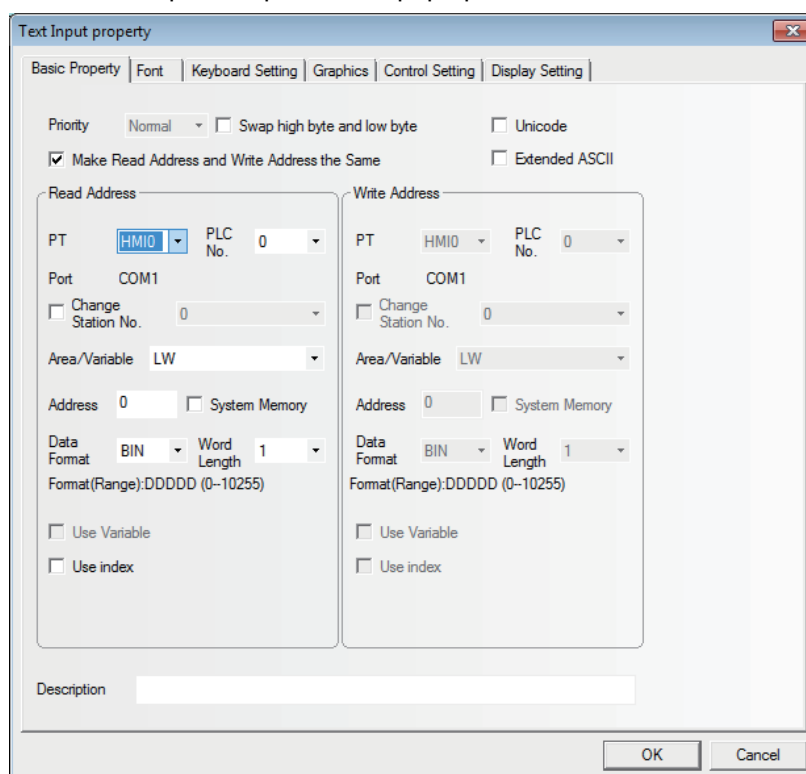 Text Input property
Basic Property Font Keyboard Setting Graphics Control Setting Display Setting
Priority Normal Swap high byte and low byte Unicode
Make Read Address and Write Address the Same Extended ASCII
Read Address Write Address
PT HMI0 PLC No. 0 PT HMI0 PLC No. 0
Port COM1 Port COM1
Change Station No. 0 Change Station No. 0
Area/Variable LW Area/Variable LW
Address 0 System Memory Address 0 System Memory
Data Format BIN Word Length 1 Data Format BIN Word Length 1
Format(Range):DDDDD (0--10255) Format(Range):DDDDD (0--10255)
Use Variable Use Variable
Use index Use index
Description
OK Cancel